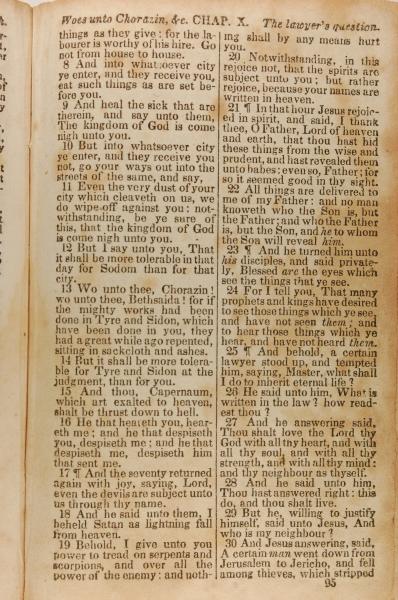 Woes unto Chorazin, &c. CHAP. X. The lawyer's question.
things as they give: for the la-
bourer is worthy of his hire. Go
not from house to house.
8 And into whatsoever city
ye enter, and they receive you,
eat such things as are set be-
fore you.
9 And heal the sick that are
therein, and say unto them,
The kingdom of God is come
nigh unto you.
10 But into whatsoever city
ye enter, and they receive you
not, go your ways out into the
streets of the same, and say,
11 Even the very dust of your
city which cleaveth on us, we
do wipe off against you: not-
withstanding, be ye sure of
this, that the kingdom of God
is come nigh unto you.
12 But I say unto you, That
it shall be more tolerable in that
day for Sodom than for that
city.
13 Wo unto thee, Chorazin!
wo unto thee, Bethsaida! for if
the mighty works had been
done in Tyre and Sidon, which
have been done in you, they
had a great while ago repented,
sitting in sackcloth and ashes.
14 But it shall be more tolera-
ble for Tyre and Sidon at the
judgment, than for you.
15 And thou, Capernaum,
which art exalted to heaven,
shalt be thrust down to hell.
16 He that heareth you, hear-
eth me; and he that despiseth
you, despiseth me; and he that
despiseth me, despiseth him
that sent me.
17 ¶ And the seventy returned
again with joy, saying, Lord,
even the devils are subject unto
us through thy name.
18 And he said unto them, I
beheld Satan as lightning fall
from heaven.
19 Behold, I give unto you
power to tread on serpents and
scorpions, and over all the
power of the enemy: and noth-
ing shall by any means hurt
you.
20 Notwithstanding, in this
rejoice not, that the spirits are
subject unto you; but rather
rejoice, because your names are
written in heaven.
21 ¶ In that hour Jesus rejoic-
ed in spirit, and said, I thank
thee, O Father, Lord of heaven
and earth, that thou hast hid
these things from the wise and
prudent, and hast revealed them
unto babes: even so, Father; for
so it seemed good in thy sight.
22 All things are delivered to
me of my Father: and no man
knoweth who the Son is, but
the Father; and who the Father
is, but the Son, and he to whom
the Son will reveal him.
23 ¶ And he turned him unto
his disciples, and said private-
ly, Blessed are the eyes which
see the things that ye see.
24 For I tell you, That many
prophets and kings have desired
to see those things which ye see,
and have not seen them; and
to hear those things which ye
hear, and have not heard them.
25 ¶ And behold, a certain
lawyer stood up, and tempted
him, saying, Master, what shall
I do to inherit eternal life?
26 He said unto him, What is
written in the law? how read-
est thou?
27 And he answering said,
Thou shalt love the Lord thy
God with all thy heart, and with
all thy soul, and with all thy
strength, and with all thy mind:
and thy neighbour as thyself.
28 And he said unto him,
Thou hast answered right: this
do, and thou shalt live.
29 But he, willing to justify
himself, said unto Jesus, And
who is my neighbour?
30 And Jesus answering, said,
A certain man went down from
Jerusalem to Jericho, and fell
among thieves, which stripped
95